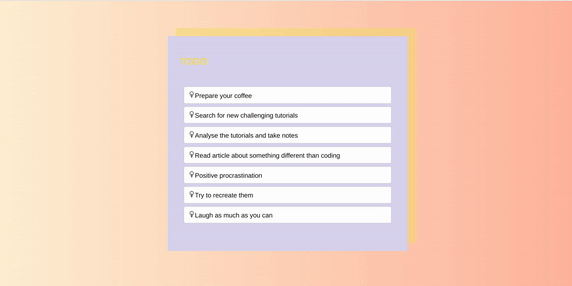 ♀Prepare your coffee
♀Search for new challenging tutorials
♀Analyse the tutorials and take notes
♀Read article about something different than coding
♀Positive procrastination
♀Try to recreate them
♀Laugh as much as you can